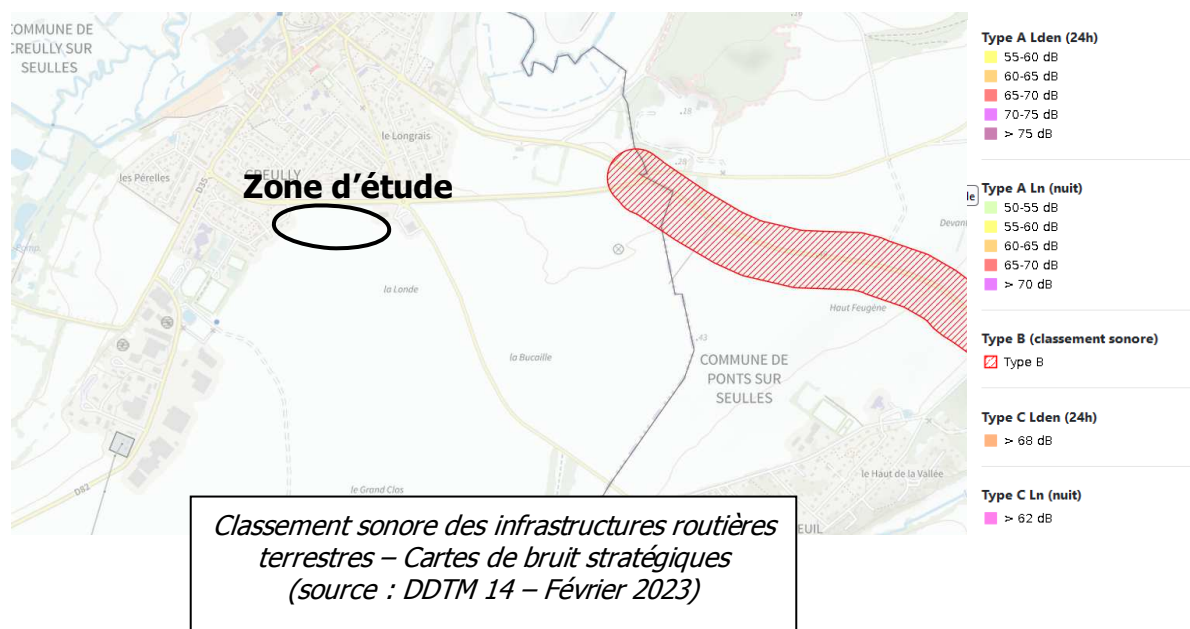 COMMUNE DE
CREULLY SUR
SEULLES
le Longrais
les Pérelles
D35
CREULLY
Zone d'étude
.18
.28
la Londe
Haut Feugène
la Bucaille
.43
COMMUNE DE
PONTS SUR
SEULLES
le Haut de la Vallée
le Grand Clos
D82
Classement sonore des infrastructures routières
terrestres – Cartes de bruit stratégiques
(source : DDTM 14 – Février 2023)
Type A Lden (24h)
55-60 dB
60-65 dB
65-70 dB
70-75 dB
> 75 dB
Type A Ln (nuit)
50-55 dB
55-60 dB
60-65 dB
65-70 dB
> 70 dB
Type B (classement sonore)
Type B
Type C Lden (24h)
> 68 dB
Type C Ln (nuit)
> 62 dB